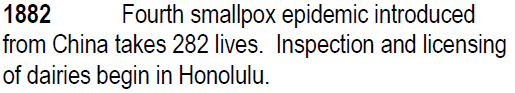 1882 Fourth smallpox epidemic introduced
from China takes 282 lives. Inspection and licensing
of dairies begin in Honolulu.